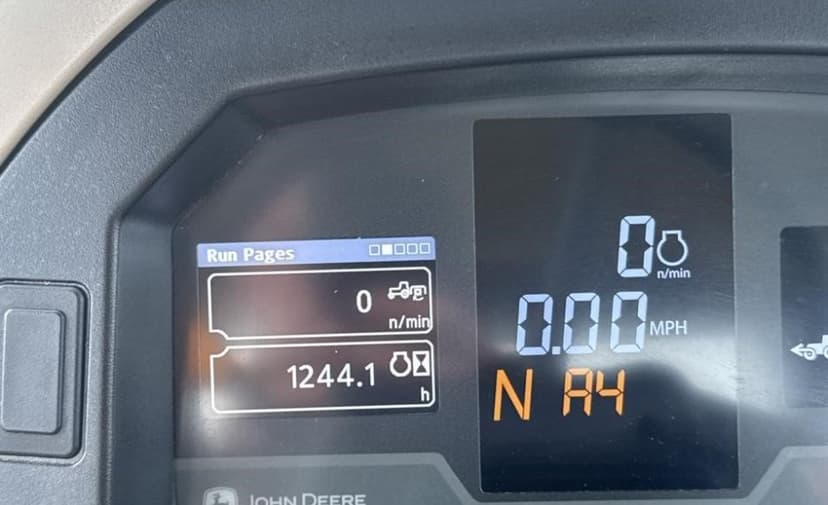 Run Pages
0
n/min
1244.1
h
0
n/min
0.00 MPH
N A4
JOHN DEERE